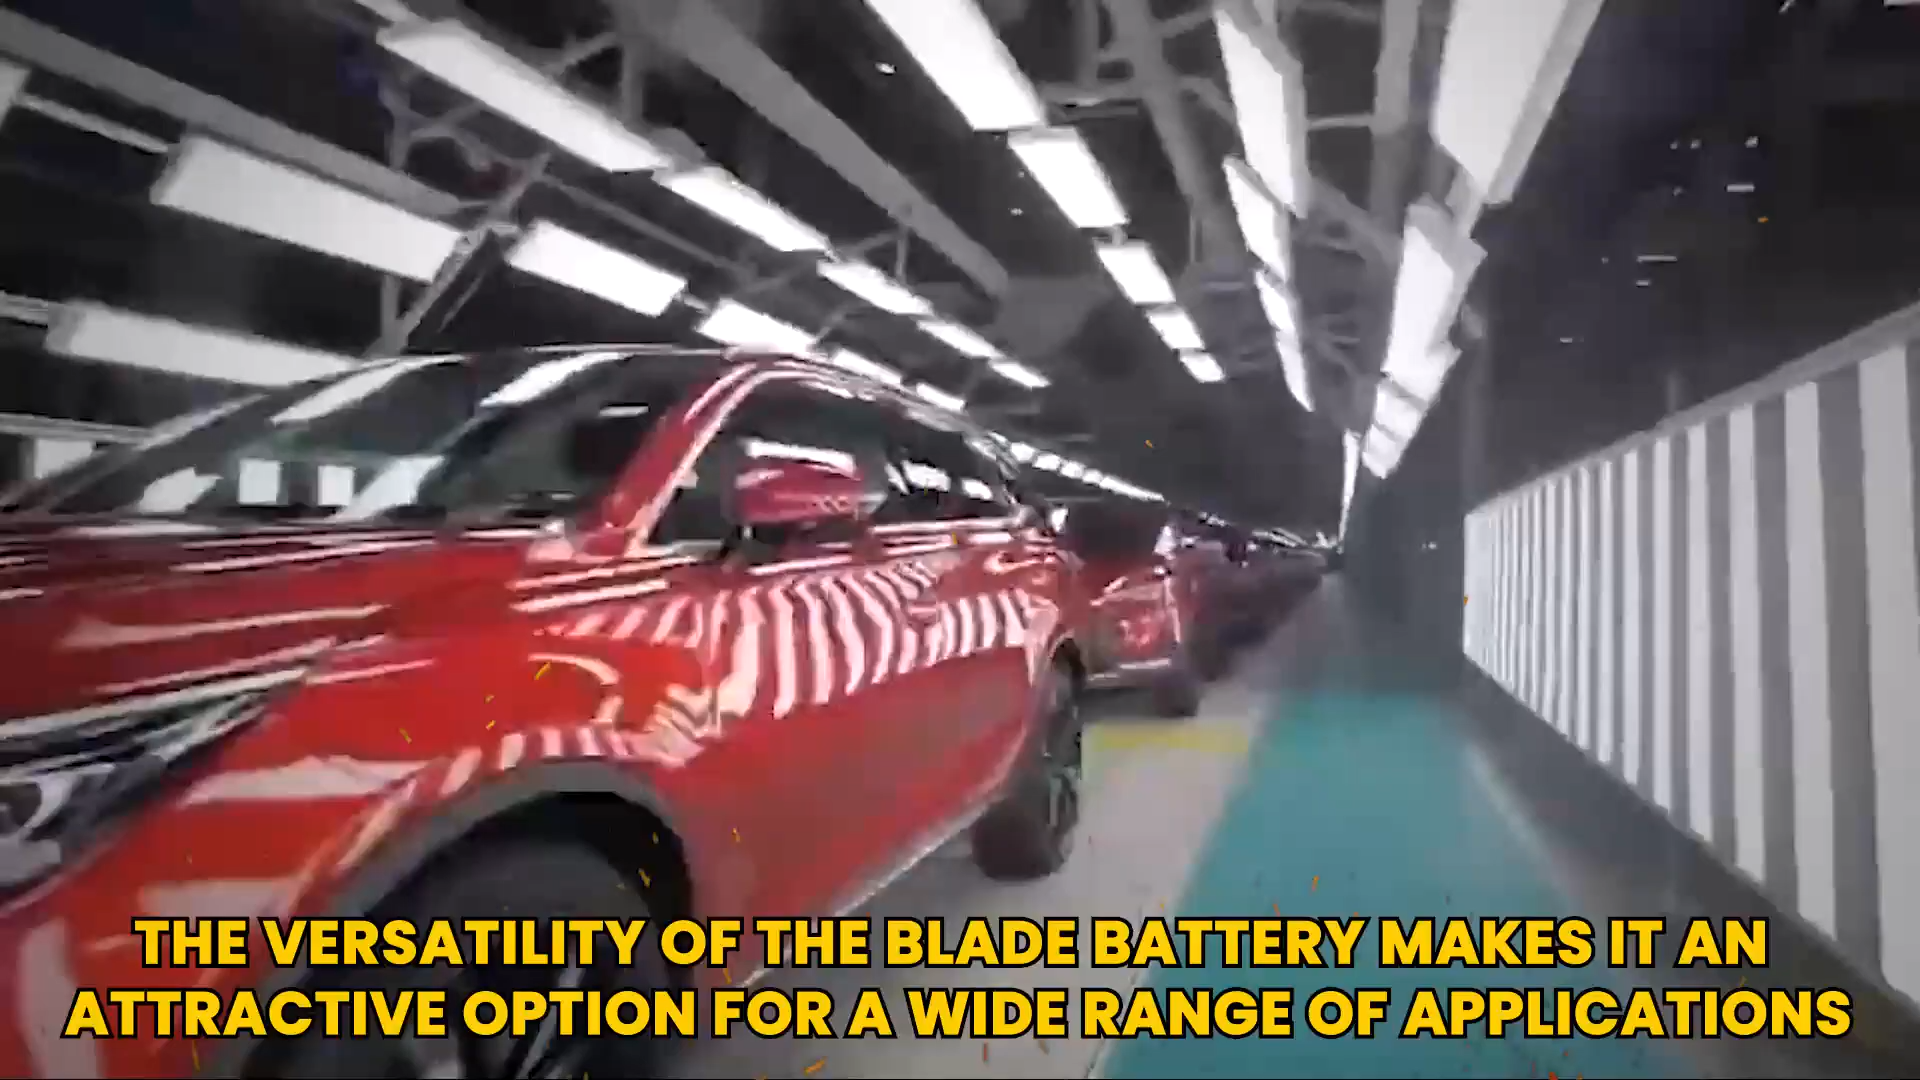 THE VERSATILITY OF THE BLADE BATTERY MAKES IT AN
ATTRACTIVE OPTION FOR A WIDE RANGE OF APPLICATIONS